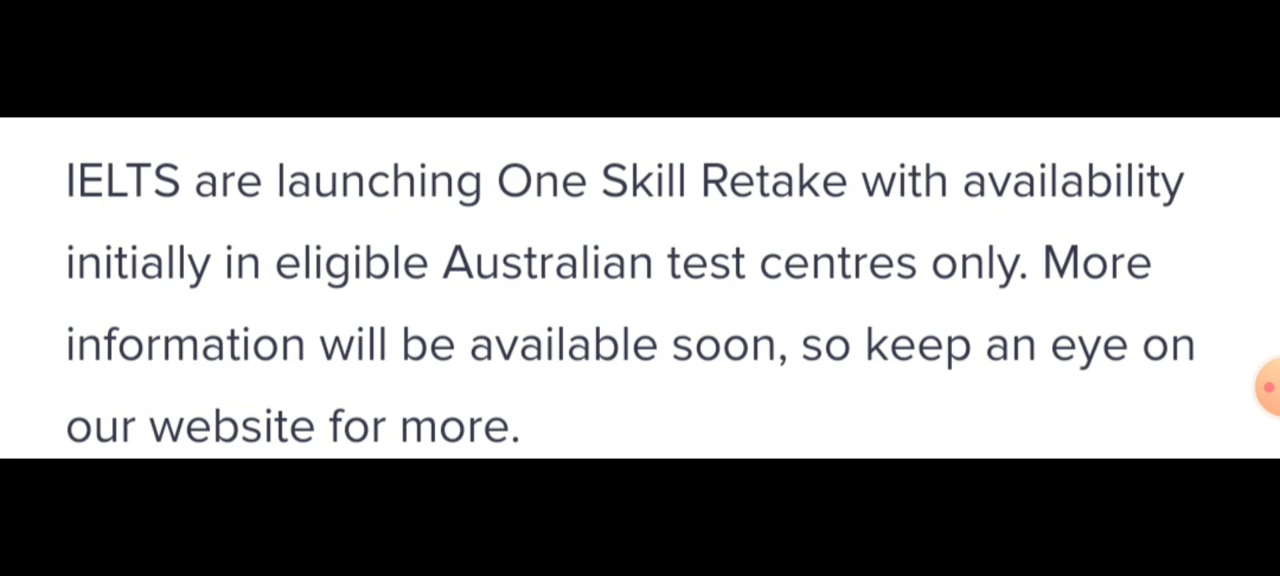 IELTS are launching One Skill Retake with availability
initially in eligible Australian test centres only. More
information will be available soon, so keep an eye on
our website for more.